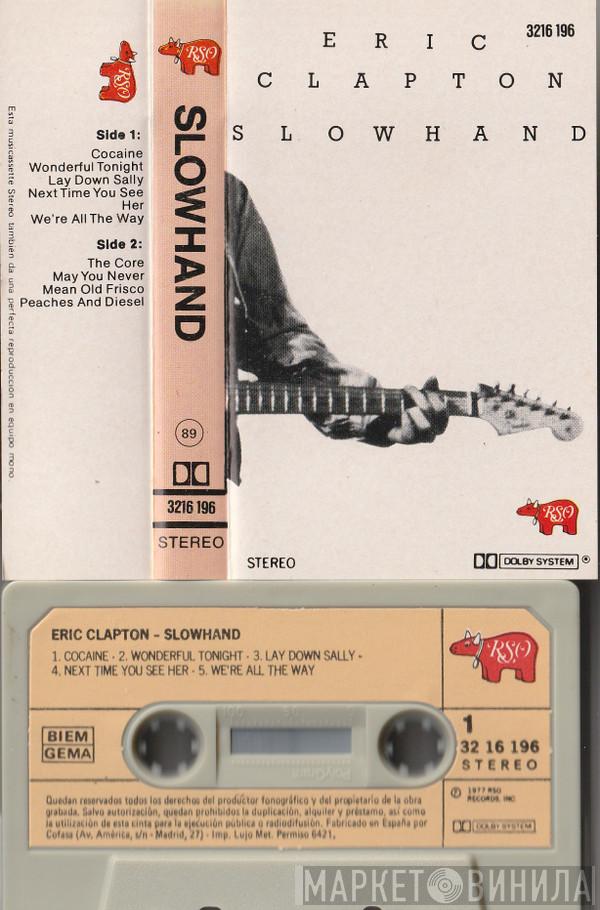 3216 196
ERIC
CLAPTON
SLOWHAND
RSO
Side 1:
Cocaine
Wonderful Tonight
Lay Down Sally
Next Time You See
Her
We're All The Way
Side 2:
The Core
May You Never
Mean Old Frisco
Peaches And Diesel
Esta musicassette Stereo tambien da una perfecta reproduccion en equipo mono
RSO
SLOWHAND
89
3216 196
STEREO
RSO
STEREO
DOLBY SYSTEM ®
ERIC CLAPTON - SLOWHAND
1. COCAINE - 2. WONDERFUL TONIGHT - 3. LAY DOWN SALLY -
4. NEXT TIME YOU SEE HER - 5. WE'RE ALL THE WAY
RSO
BIEM
GEMA
100 50
PolyGram
1
32 16 196
STEREO
Ⓟ 1977 RSO
RECORDS, INC
DOLBY SYSTEM
Quedan reservados todos los derechos del productor fonográfico y del propietario de la obra
grabada. Salvo autorización, quedan prohibidos la duplicación, alquiler y préstamo, así como
la utilización de esta cinta para la ejecución pública o radiodifusión. Fabricado en España por
Cofasa (Av. América, s/n - Madrid, 27) - Imp. Lujo Met. Permiso 6421.
МАРКЕТ ВИНИЛА